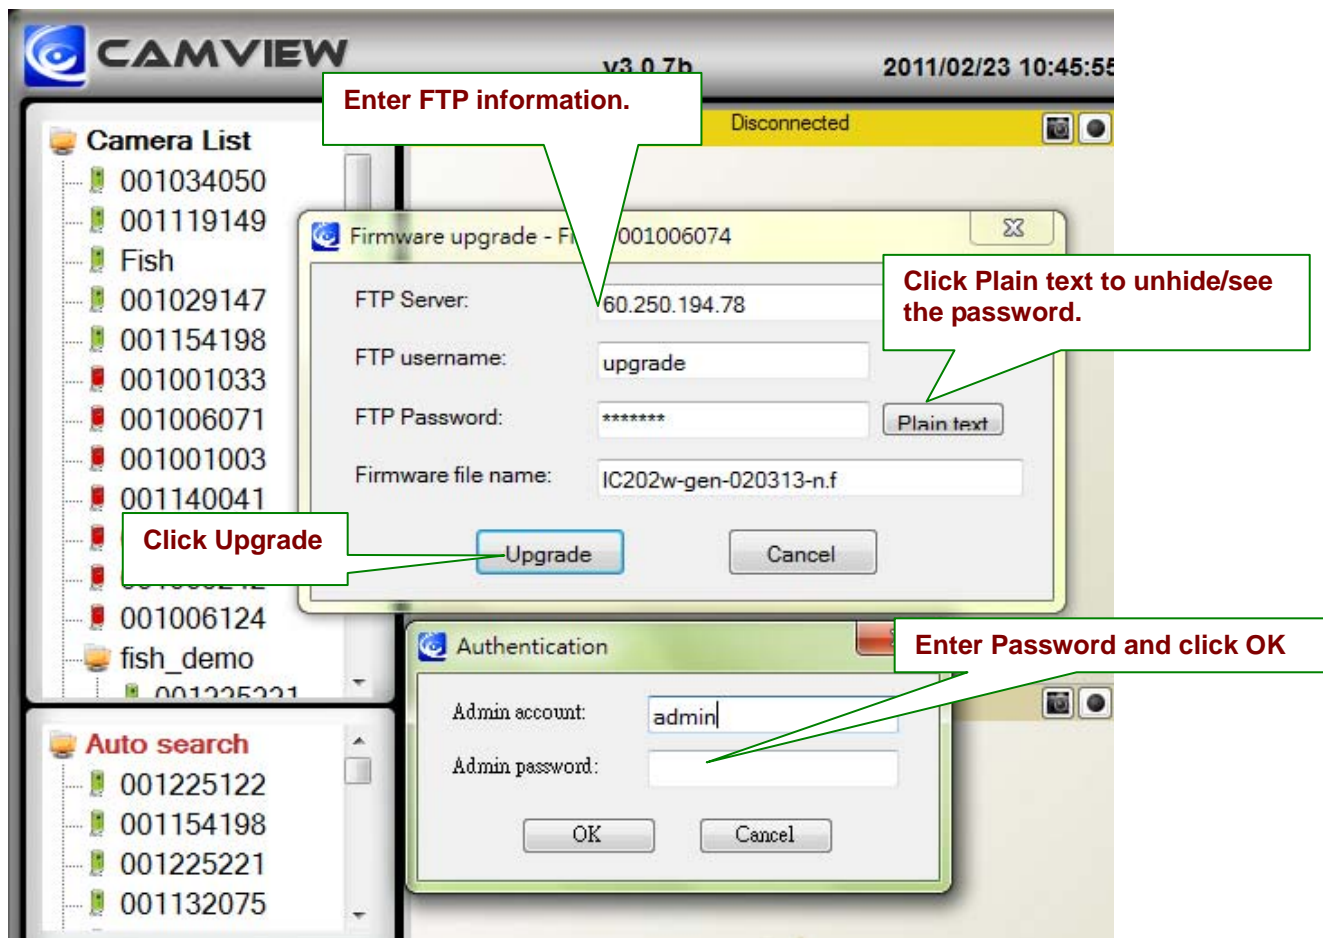 CAMVIEW
v3.0.7b
2011/02/23 10:45:55
Enter FTP information.
Disconnected
Camera List
001034050
001119149
Fish
001029147
001154198
001001033
001006071
001001003
001140041
001006124
fish_demo
001225221
Firmware upgrade - 001006074
Click Plain text to unhide/see
the password.
FTP Server:
60.250.194.78
FTP username:
upgrade
FTP Password:
*******
Plain text
Firmware file name:
IC202w-gen-020313-n.f
Click Upgrade
Upgrade
Cancel
Authentication
Enter Password and click OK
Admin account:
admin
Admin password:
OK
Cancel
Auto search
001225122
001154198
001225221
001132075